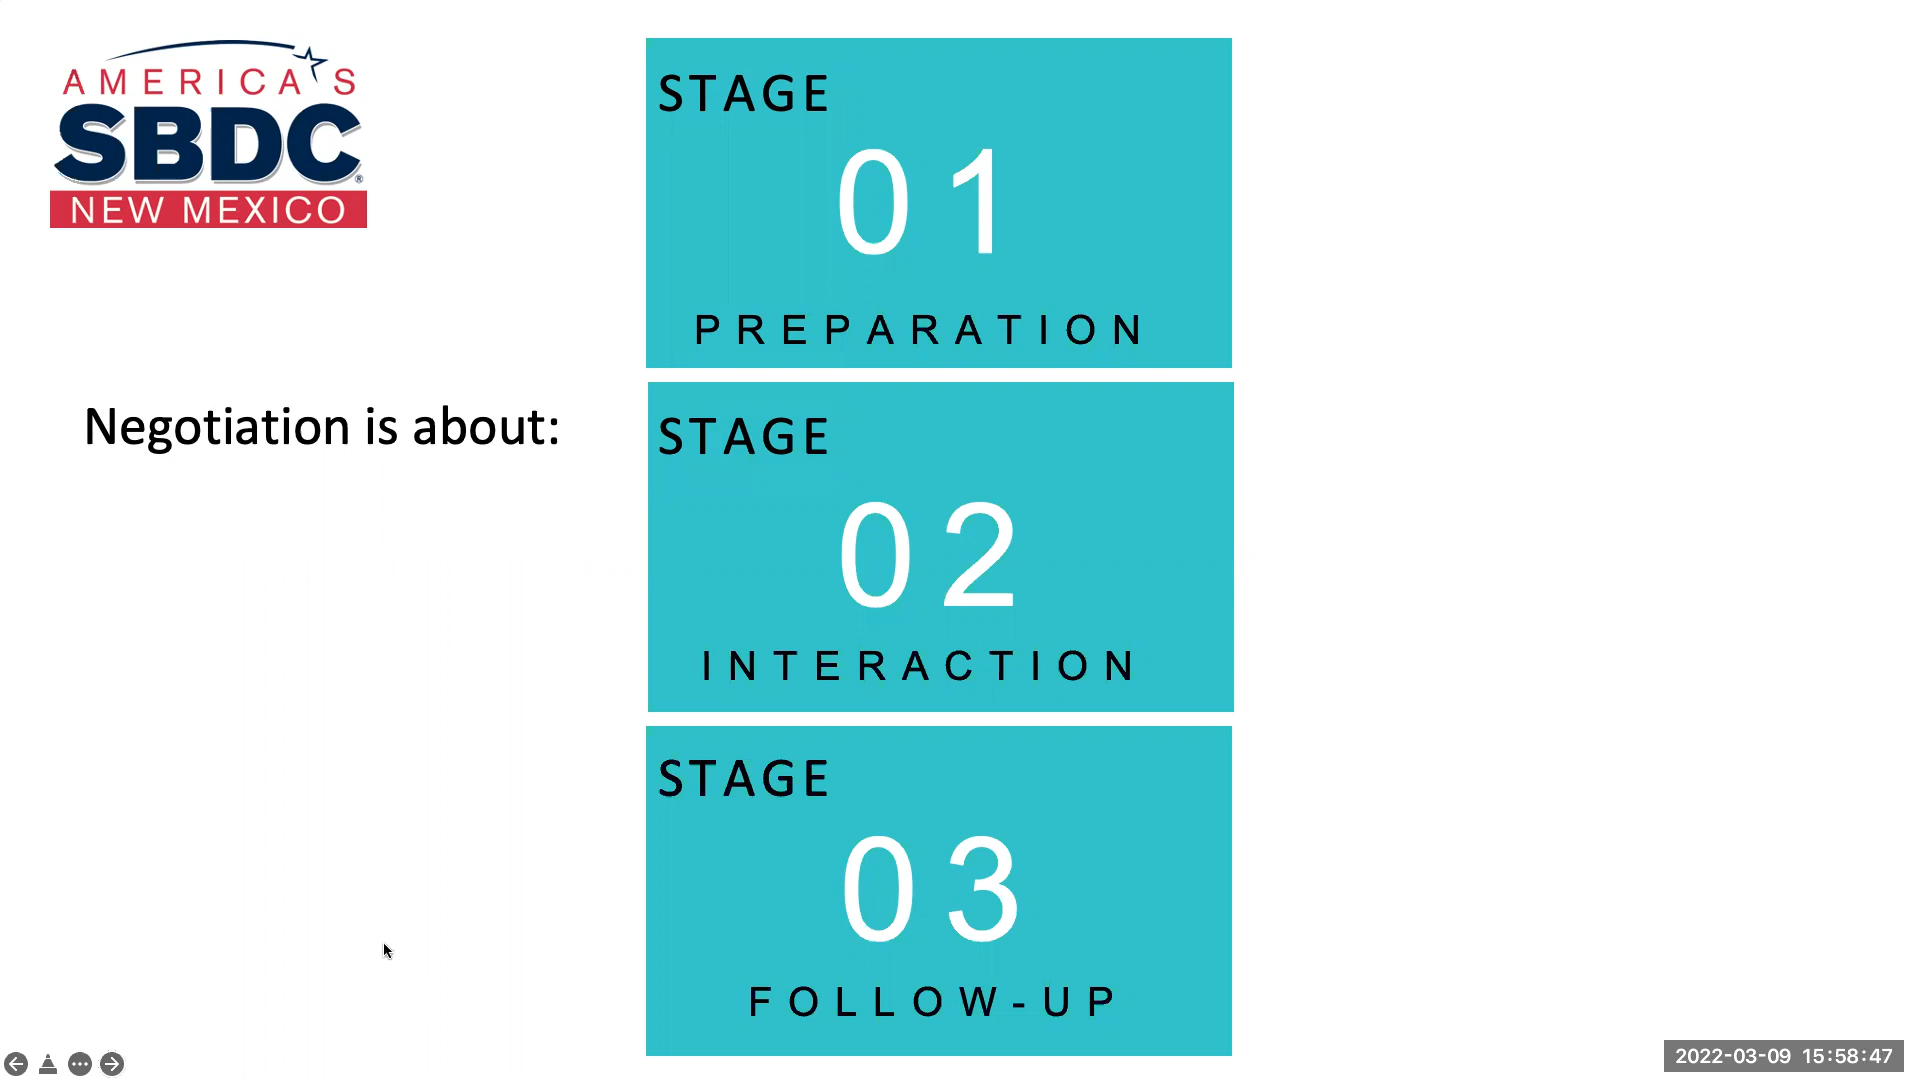 AMERICA'S
SBDC
NEW MEXICO
Negotiation is about:
STAGE
01
PREPARATION
STAGE
02
INTERACTION
STAGE
03
FOLLOW-UP
2022-03-09 15:58:47